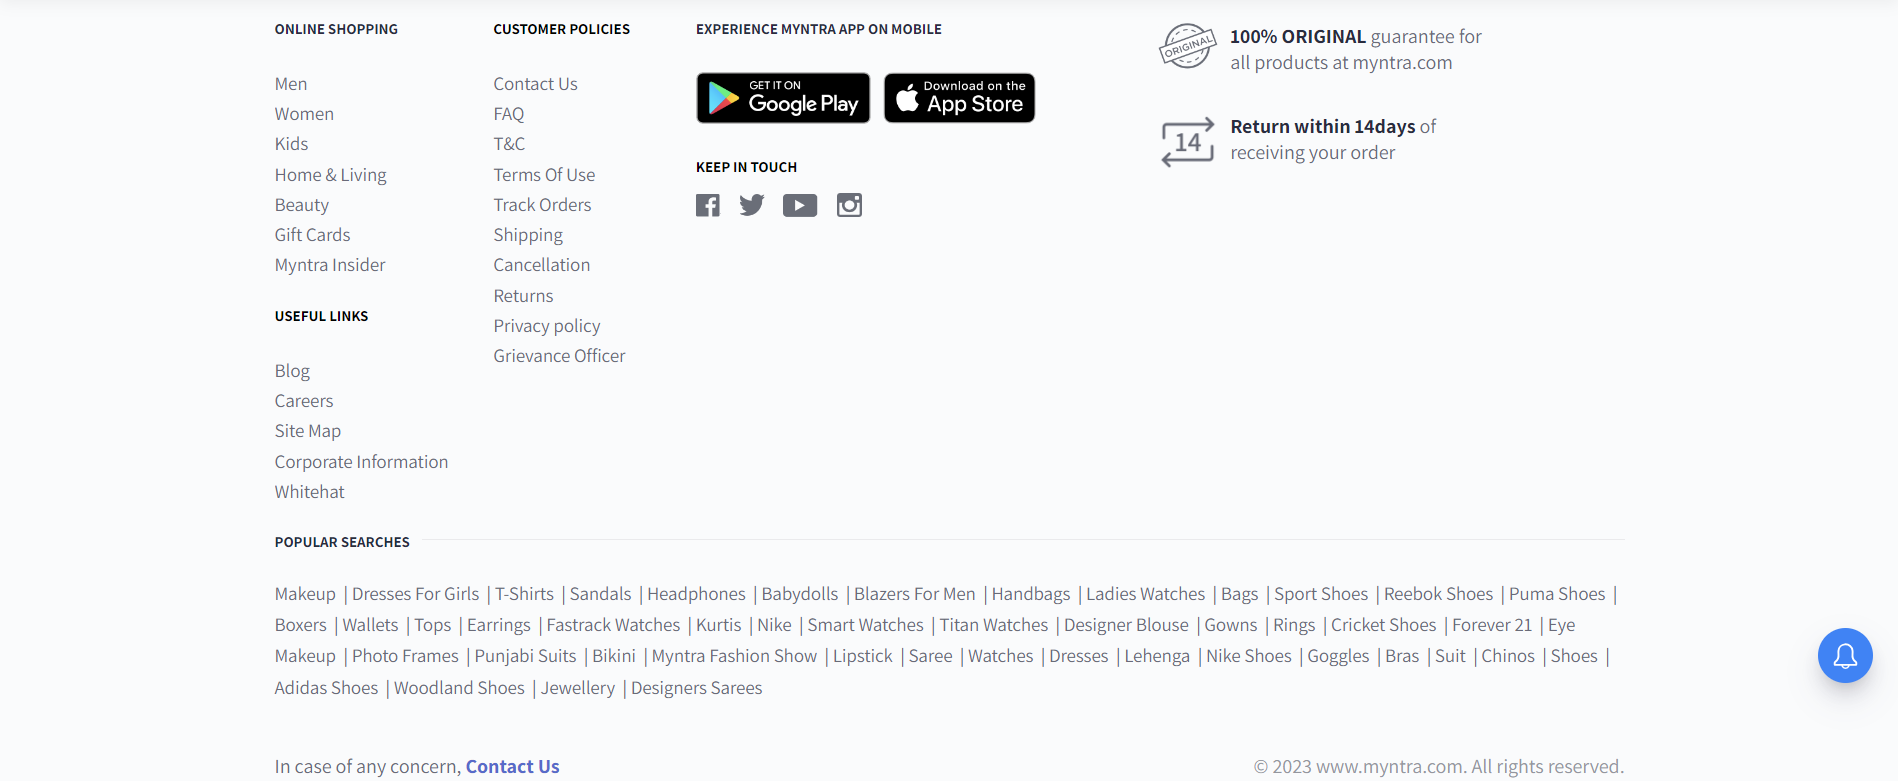 ONLINE SHOPPING
Men
Women
Kids
Home & Living
Beauty
Gift Cards
Myntra Insider
USEFUL LINKS
Blog
Careers
Site Map
Corporate Information
Whitehat
CUSTOMER POLICIES
Contact Us
FAQ
T&C
Terms Of Use
Track Orders
Shipping
Cancellation
Returns
Privacy policy
Grievance Officer
EXPERIENCE MYNTRA APP ON MOBILE
GET IT ON
Google Play
Download on the
App Store
KEEP IN TOUCH
ORIGINAL
100% ORIGINAL guarantee for
all products at myntra.com
14
Return within 14days of
receiving your order
POPULAR SEARCHES
Makeup | Dresses For Girls | T-Shirts | Sandals | Headphones | Babydolls | Blazers For Men | Handbags | Ladies Watches | Bags | Sport Shoes | Reebok Shoes | Puma Shoes |
Boxers | Wallets | Tops | Earrings | Fastrack Watches | Kurtis | Nike | Smart Watches | Titan Watches | Designer Blouse | Gowns | Rings | Cricket Shoes | Forever 21 | Eye
Makeup | Photo Frames | Punjabi Suits | Bikini | Myntra Fashion Show | Lipstick | Saree | Watches | Dresses | Lehenga | Nike Shoes | Goggles | Bras | Suit | Chinos | Shoes |
Adidas Shoes | Woodland Shoes | Jewellery | Designers Sarees
In case of any concern, Contact Us
© 2023 www.myntra.com. All rights reserved.